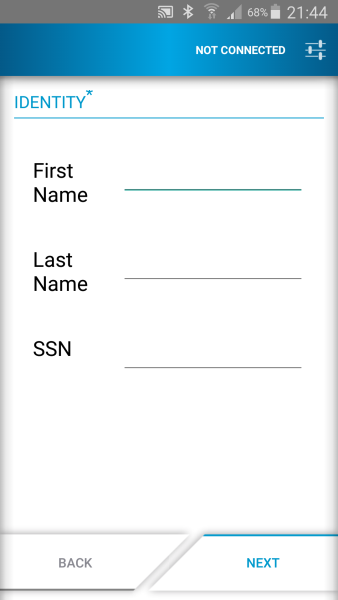 68% 21:44
NOT CONNECTED
IDENTITY*
First
Name
Last
Name
SSN
BACK NEXT